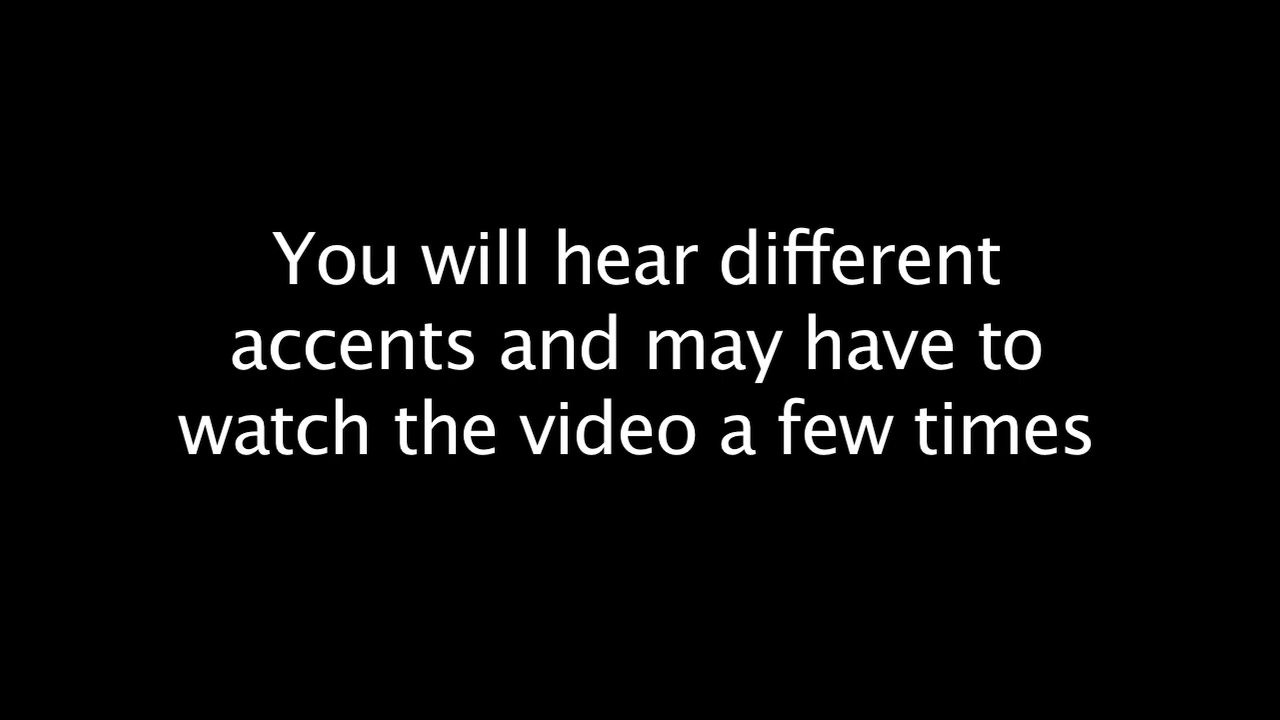 You will hear different
accents and may have to
watch the video a few times